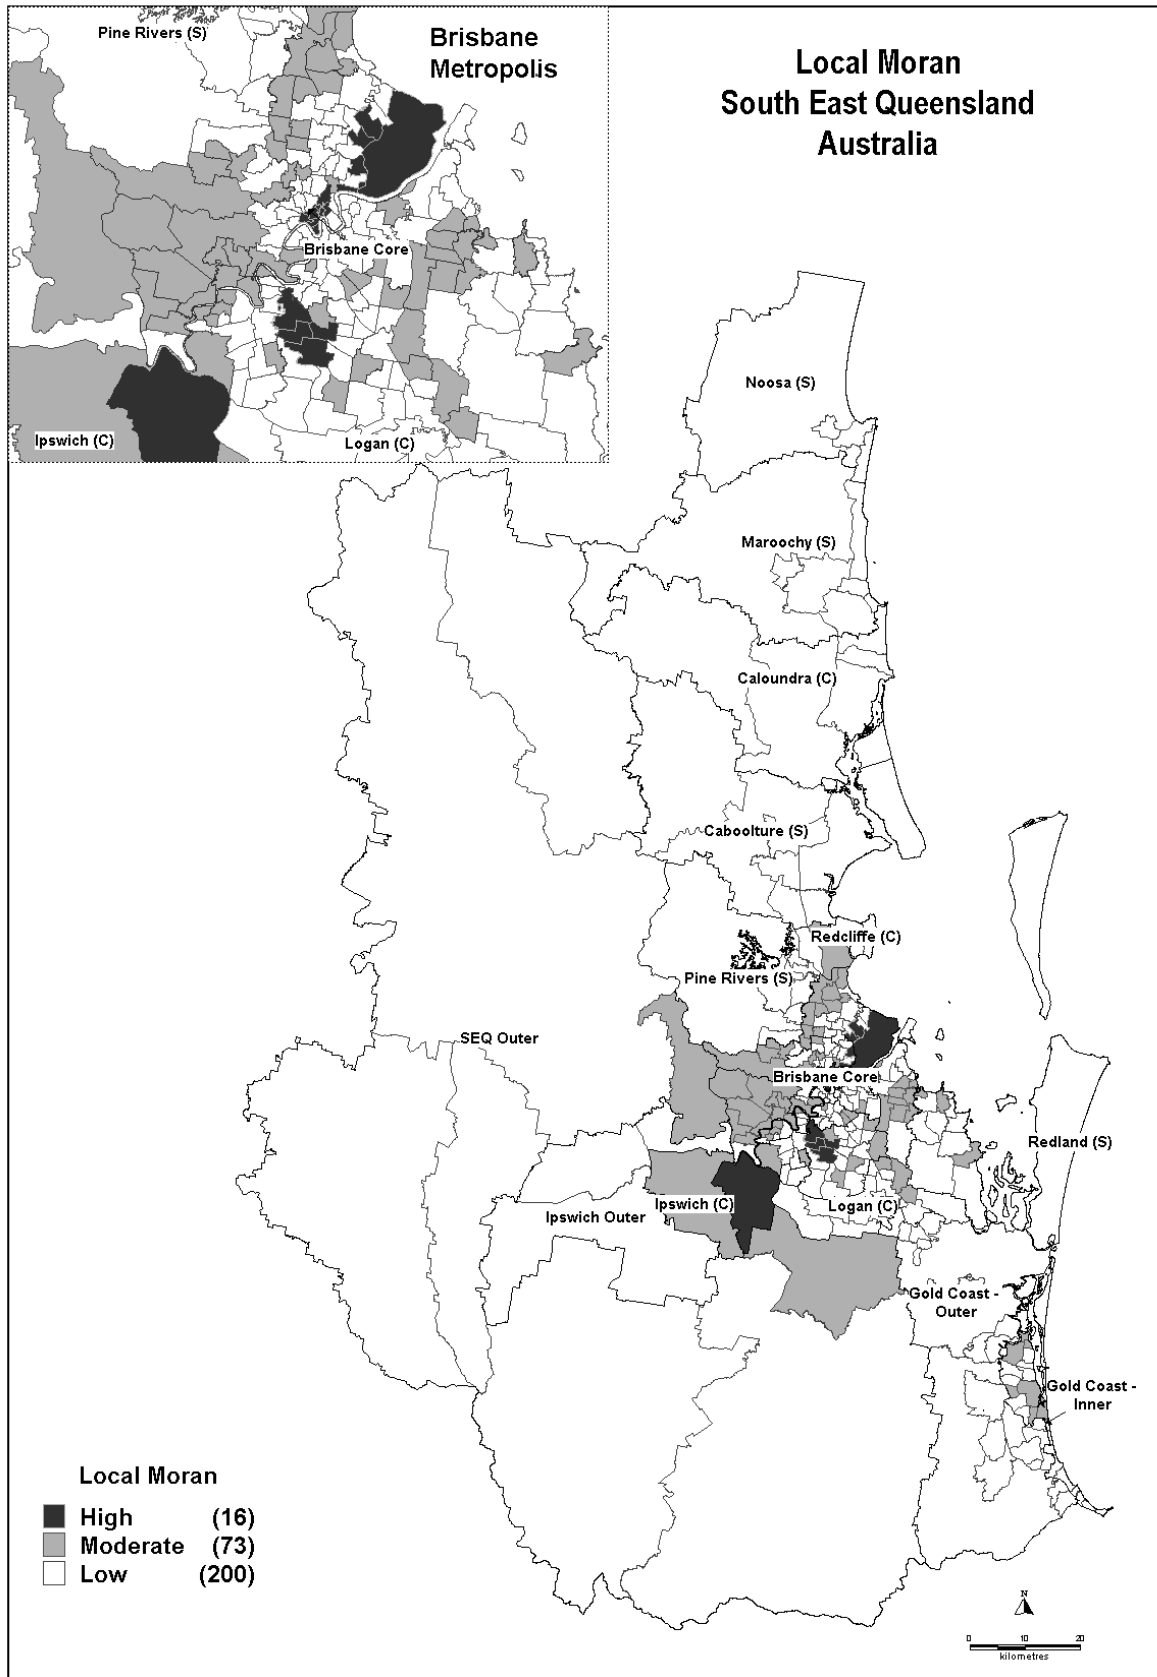 Pine Rivers (S)
Brisbane
Metropolis
Brisbane Core
Ipswich (C)
Logan (C)
Local Moran
South East Queensland
Australia
Noosa (S)
Maroochy (S)
Caloundra (C)
Caboolture (S)
Redcliffe (C)
Pine Rivers (S)
SEQ Outer
Brisbane Core
Redland (S)
Ipswich (C)
Logan (C)
Ipswich Outer
Gold Coast -
Outer
Gold Coast -
Inner
Local Moran
High (16)
Moderate (73)
Low (200)
N
0 10 20
kilometres